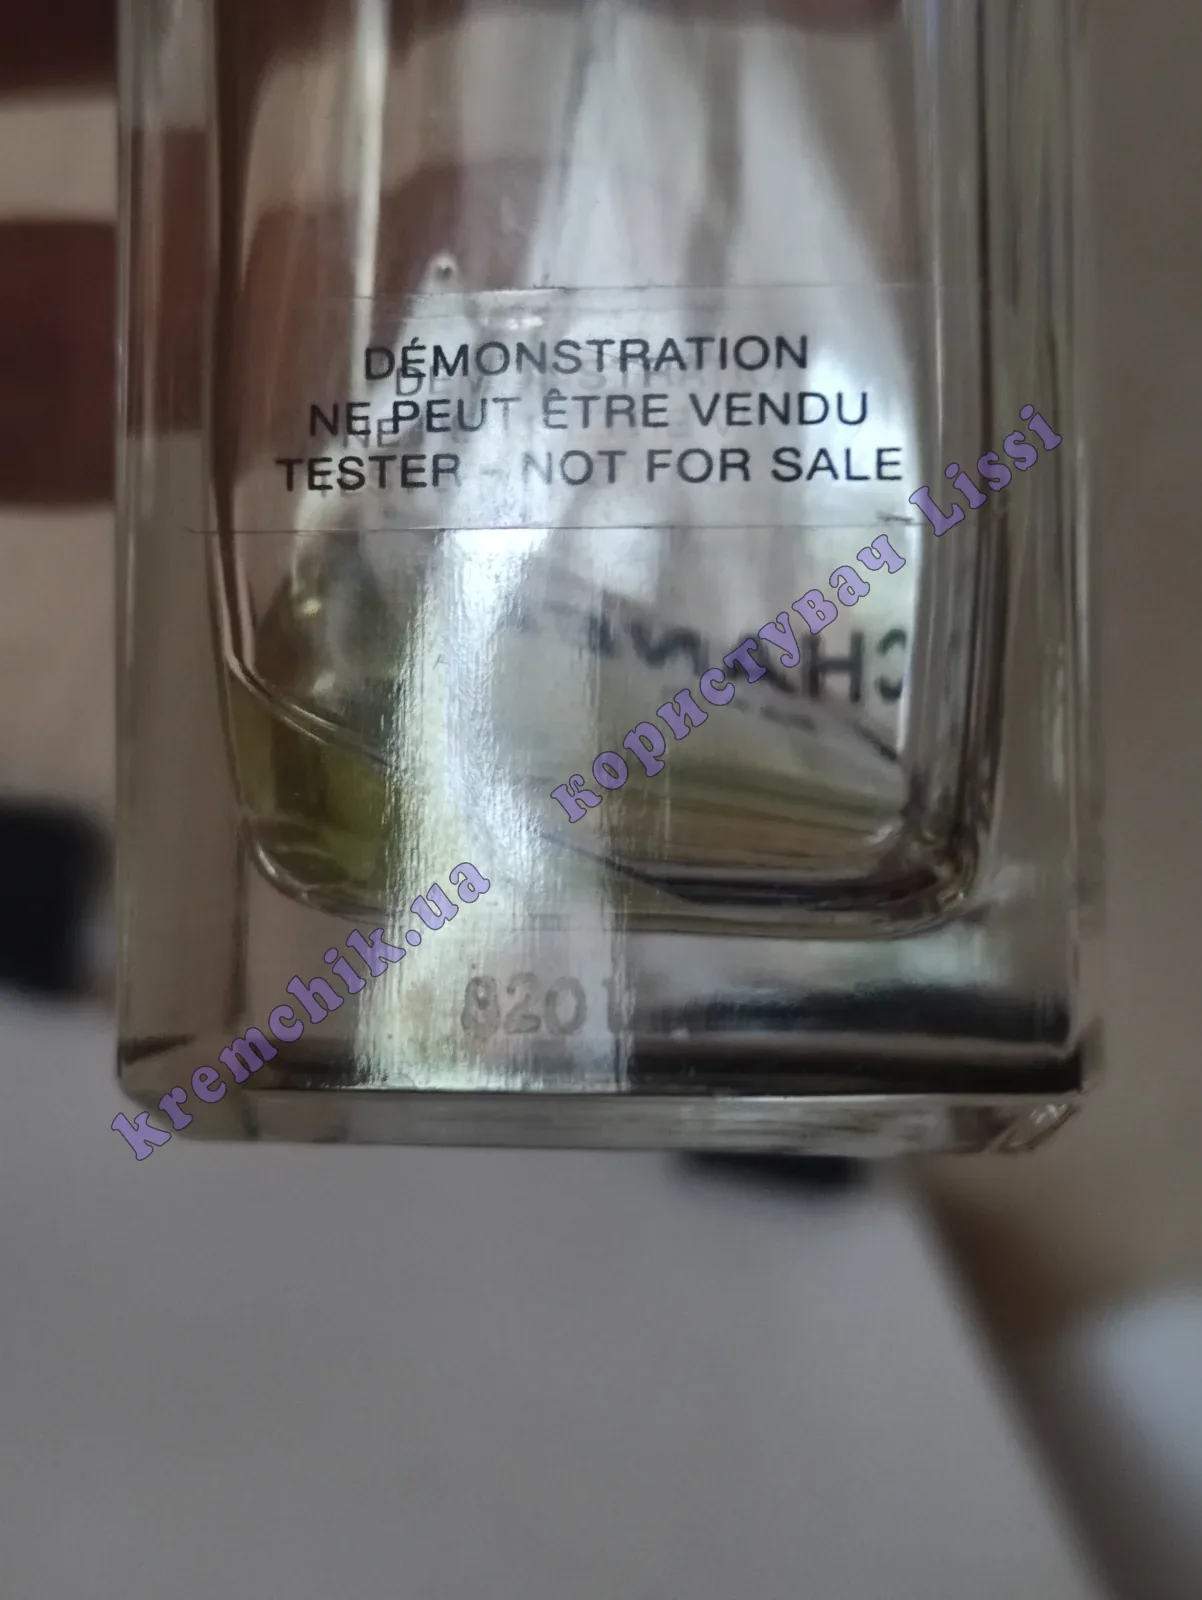 DÉMONSTRATION
NE PEUT ÊTRE VENDU
TESTER - NOT FOR SALE
kremchik.ua користувач Lissi